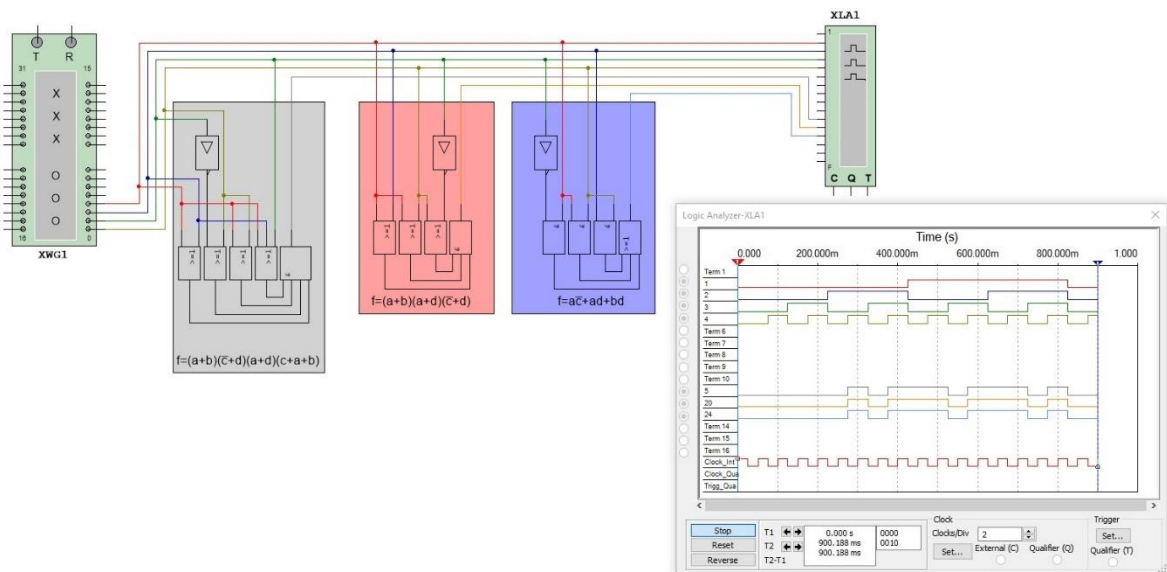 XLA1
1
F
C Q T
T R
31 15
X
X
X
O
O
O
16 0
XWG1
f=(a+b)(c̅+d)(a+d)(c+a+b)
f=(a+b)(a+d)(c̅+d)
f=ac̅+ad+bd
Logic Analyzer-XLA1
Time (s)
0.000 200.000m 400.000m 600.000m 800.000m 1.000
Term 1
1
2
3
4
Term 6
Term 7
Term 8
Term 9
Term 10
5
20
24
Term 14
Term 15
Term 16
Clock_Int
Clock_Qua
Trigg_Qua
Stop
Reset
Reverse
T1 0.000 s 0000
T2 900.188 ms 0010
T2-T1 900.188 ms
Clock
Clocks/Div 2
Set... External (C) Qualifier (Q)
Trigger
Set...
Qualifier (T)